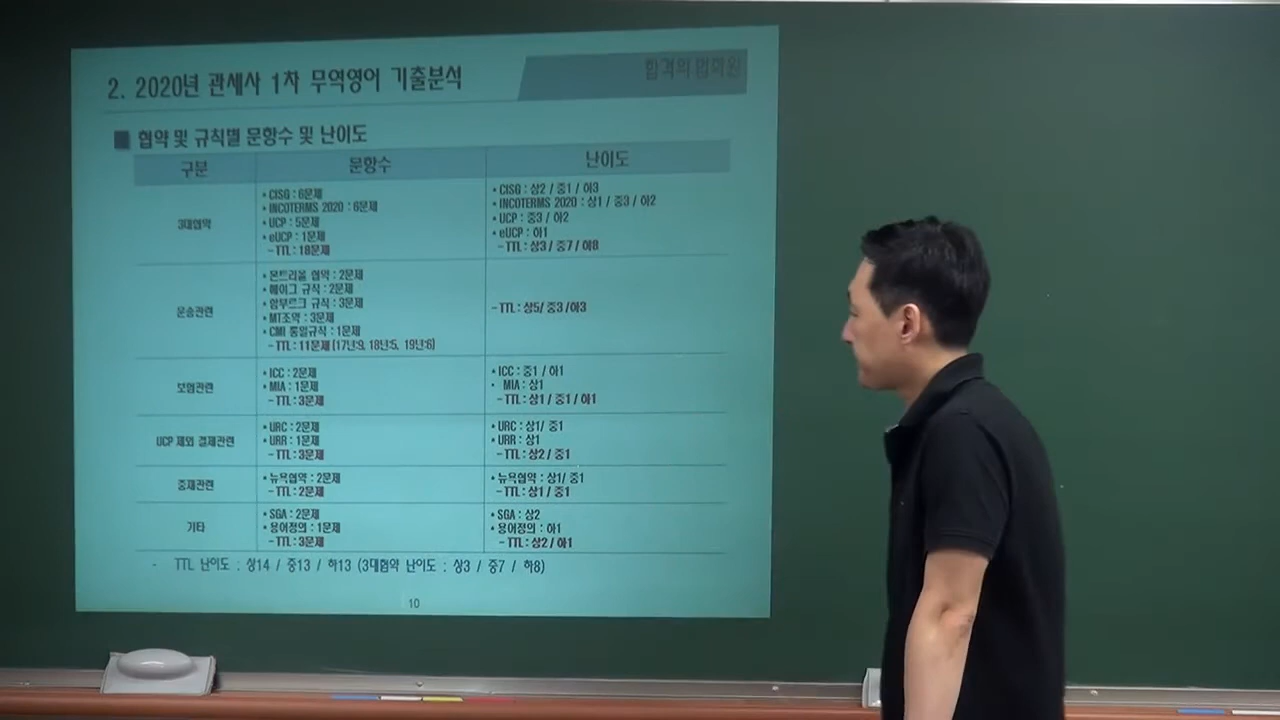 2. 2020년 관세사 1차 무역영어 기출분석
합격의 법학원
■ 협약 및 규칙별 문항수 및 난이도
구분 문항수 난이도
3대협약
• CISG : 6문제
• INCOTERMS 2020 : 6문제
• UCP : 5문제
• eUCP : 1문제
- TTL : 18문제
• CISG : 상2 / 중1 / 하3
• INCOTERMS 2020 : 상1 / 중3 / 하2
• UCP : 중3 / 하2
• eUCP : 하1
- TTL : 상3 / 중7 / 하8
운송관련
• 몬트리올 협약 : 2문제
• 헤이그 규칙 : 2문제
• 함부르크 규칙 : 3문제
• MT조약 : 3문제
• CMI 통일규칙 : 1문제
- TTL : 11문제 (17년:9, 18년:5, 19년:6)
- TTL : 상5/ 중3 /하3
보험관련
• ICC : 2문제
• MIA : 1문제
- TTL : 3문제
• ICC : 중1 / 하1
• MIA : 상1
- TTL : 상1 / 중1 / 하1
UCP 제외 결제관련
• URC : 2문제
• URR : 1문제
- TTL : 3문제
• URC : 상1/ 중1
• URR : 상1
- TTL : 상2 / 중1
중재관련
• 뉴욕협약 : 2문제
- TTL : 2문제
• 뉴욕협약 : 상1/ 중1
- TTL : 상1 / 중1
기타
• SGA : 2문제
• 용어정의 : 1문제
- TTL : 3문제
• SGA : 상2
• 용어정의 : 하1
- TTL : 상2 / 하1
- TTL 난이도 : 상14 / 중13 / 하13 (3대협약 난이도 : 상3 / 중7 / 하8)
10